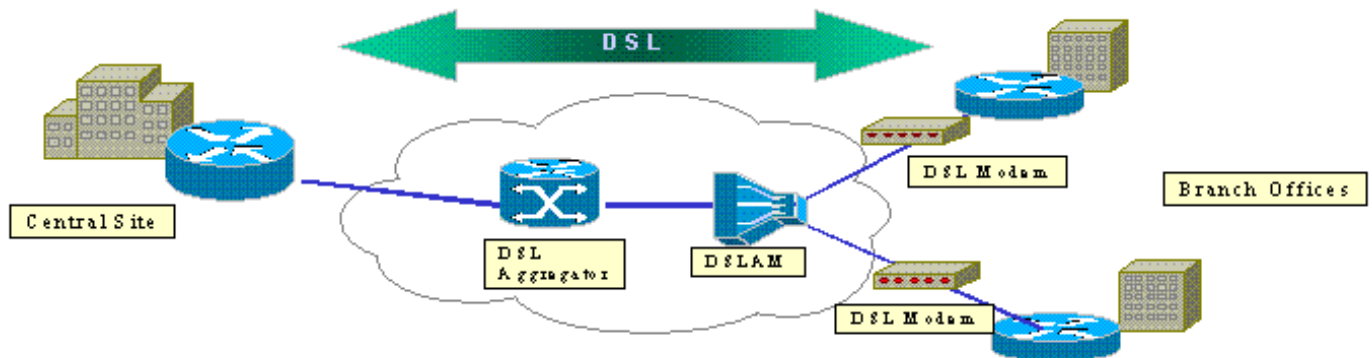 DSL
DSL Modem
Branch Offices
Central Site
DSL
Aggregator
DSLAM
DSL Modem